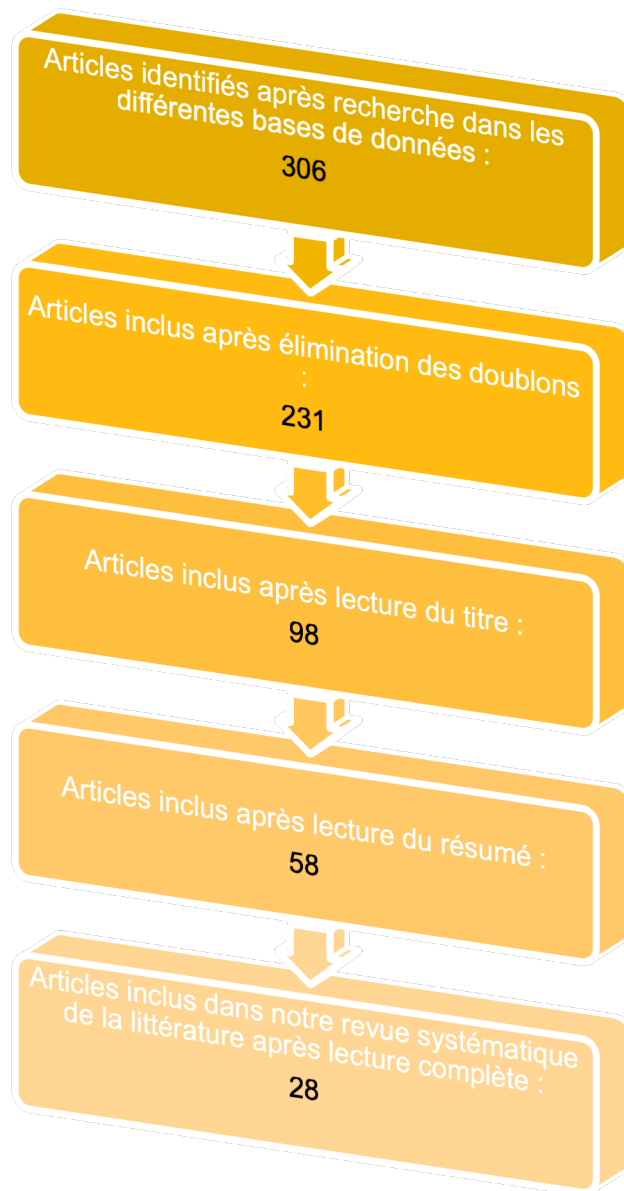 Articles identifiés après recherche dans les
différentes bases de données :
306
Articles inclus après élimination des doublons
:
231
Articles inclus après lecture du titre :
98
Articles inclus après lecture du résumé :
58
Articles inclus dans notre revue systématique
de la littérature après lecture complète :
28